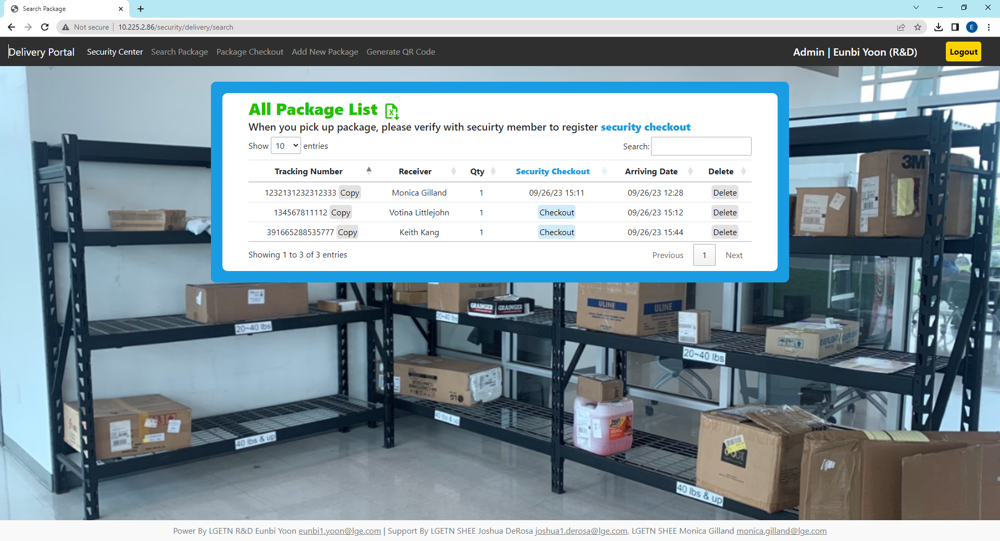 Search Package
Not secure
10.225.2.86/security/delivery/search
E
Delivery Portal Security Center Search Package Package Checkout Add New Package Generate QR Code Admin | Eunbi Yoon (R&D) Logout
All Package List
When you pick up package, please verify with secuirty member to register security checkout
Show 10 entries Search:
Tracking Number Receiver Qty Security Checkout Arriving Date Delete
1232131232312333 Copy Monica Gilland 1 09/26/23 15:11 09/26/23 12:28 Delete
134567811112 Copy Votina Littlejohn 1 Checkout 09/26/23 15:12 Delete
391665288535777 Copy Keith Kang 1 Checkout 09/26/23 15:44 Delete
Showing 1 to 3 of 3 entries Previous 1 Next
3M
GRAINGER GRAINGER
ULINE ULINE
20~40 lbs
20~40 lbs
20~40 lbs
EVERLIGHT
AIR CONDITIONER
LG
zep
40 lbs & up
40 lbs & up
40 lbs & up
Power By LGETN R&D Eunbi Yoon eunbi1.yoon@lge.com | Support By LGETN SHEE Joshua DeRosa joshua1.derosa@lge.com, LGETN SHEE Monica Gilland monica.gilland@lge.com